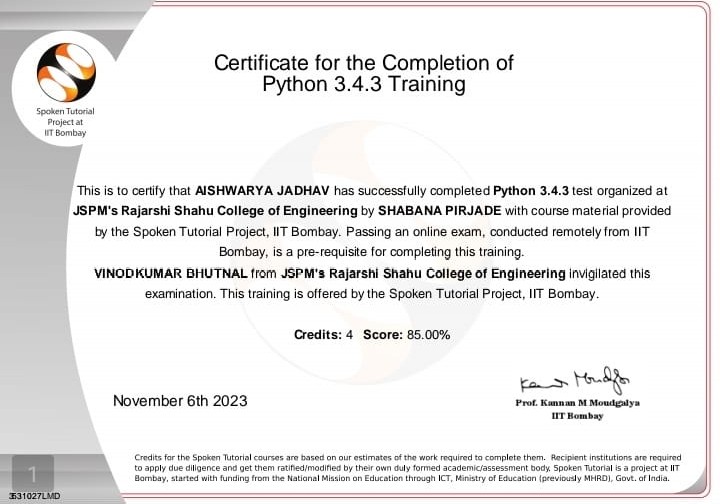 Certificate for the Completion of
Python 3.4.3 Training
Spoken Tutorial
Project at
IIT Bombay
This is to certify that AISHWARYA JADHAV has successfully completed Python 3.4.3 test organized at
JSPM's Rajarshi Shahu College of Engineering by SHABANA PIRJADE with course material provided
by the Spoken Tutorial Project, IIT Bombay. Passing an online exam, conducted remotely from IIT
Bombay, is a pre-requisite for completing this training.
VINODKUMAR BHUTNAL from JSPM's Rajarshi Shahu College of Engineering invigilated this
examination. This training is offered by the Spoken Tutorial Project, IIT Bombay.
Credits: 4 Score: 85.00%
November 6th 2023
Prof. Kannan M Moudgalya
IIT Bombay
Credits for the Spoken Tutorial courses are based on our estimates of the work required to complete them. Recipient institutions are required
to apply due diligence and get them ratified/modified by their own duly formed academic/assessment body. Spoken Tutorial is a project at IIT
Bombay, started with funding from the National Mission on Education through ICT, Ministry of Education (previously MHRD), Govt. of India.
1
3531027LMD